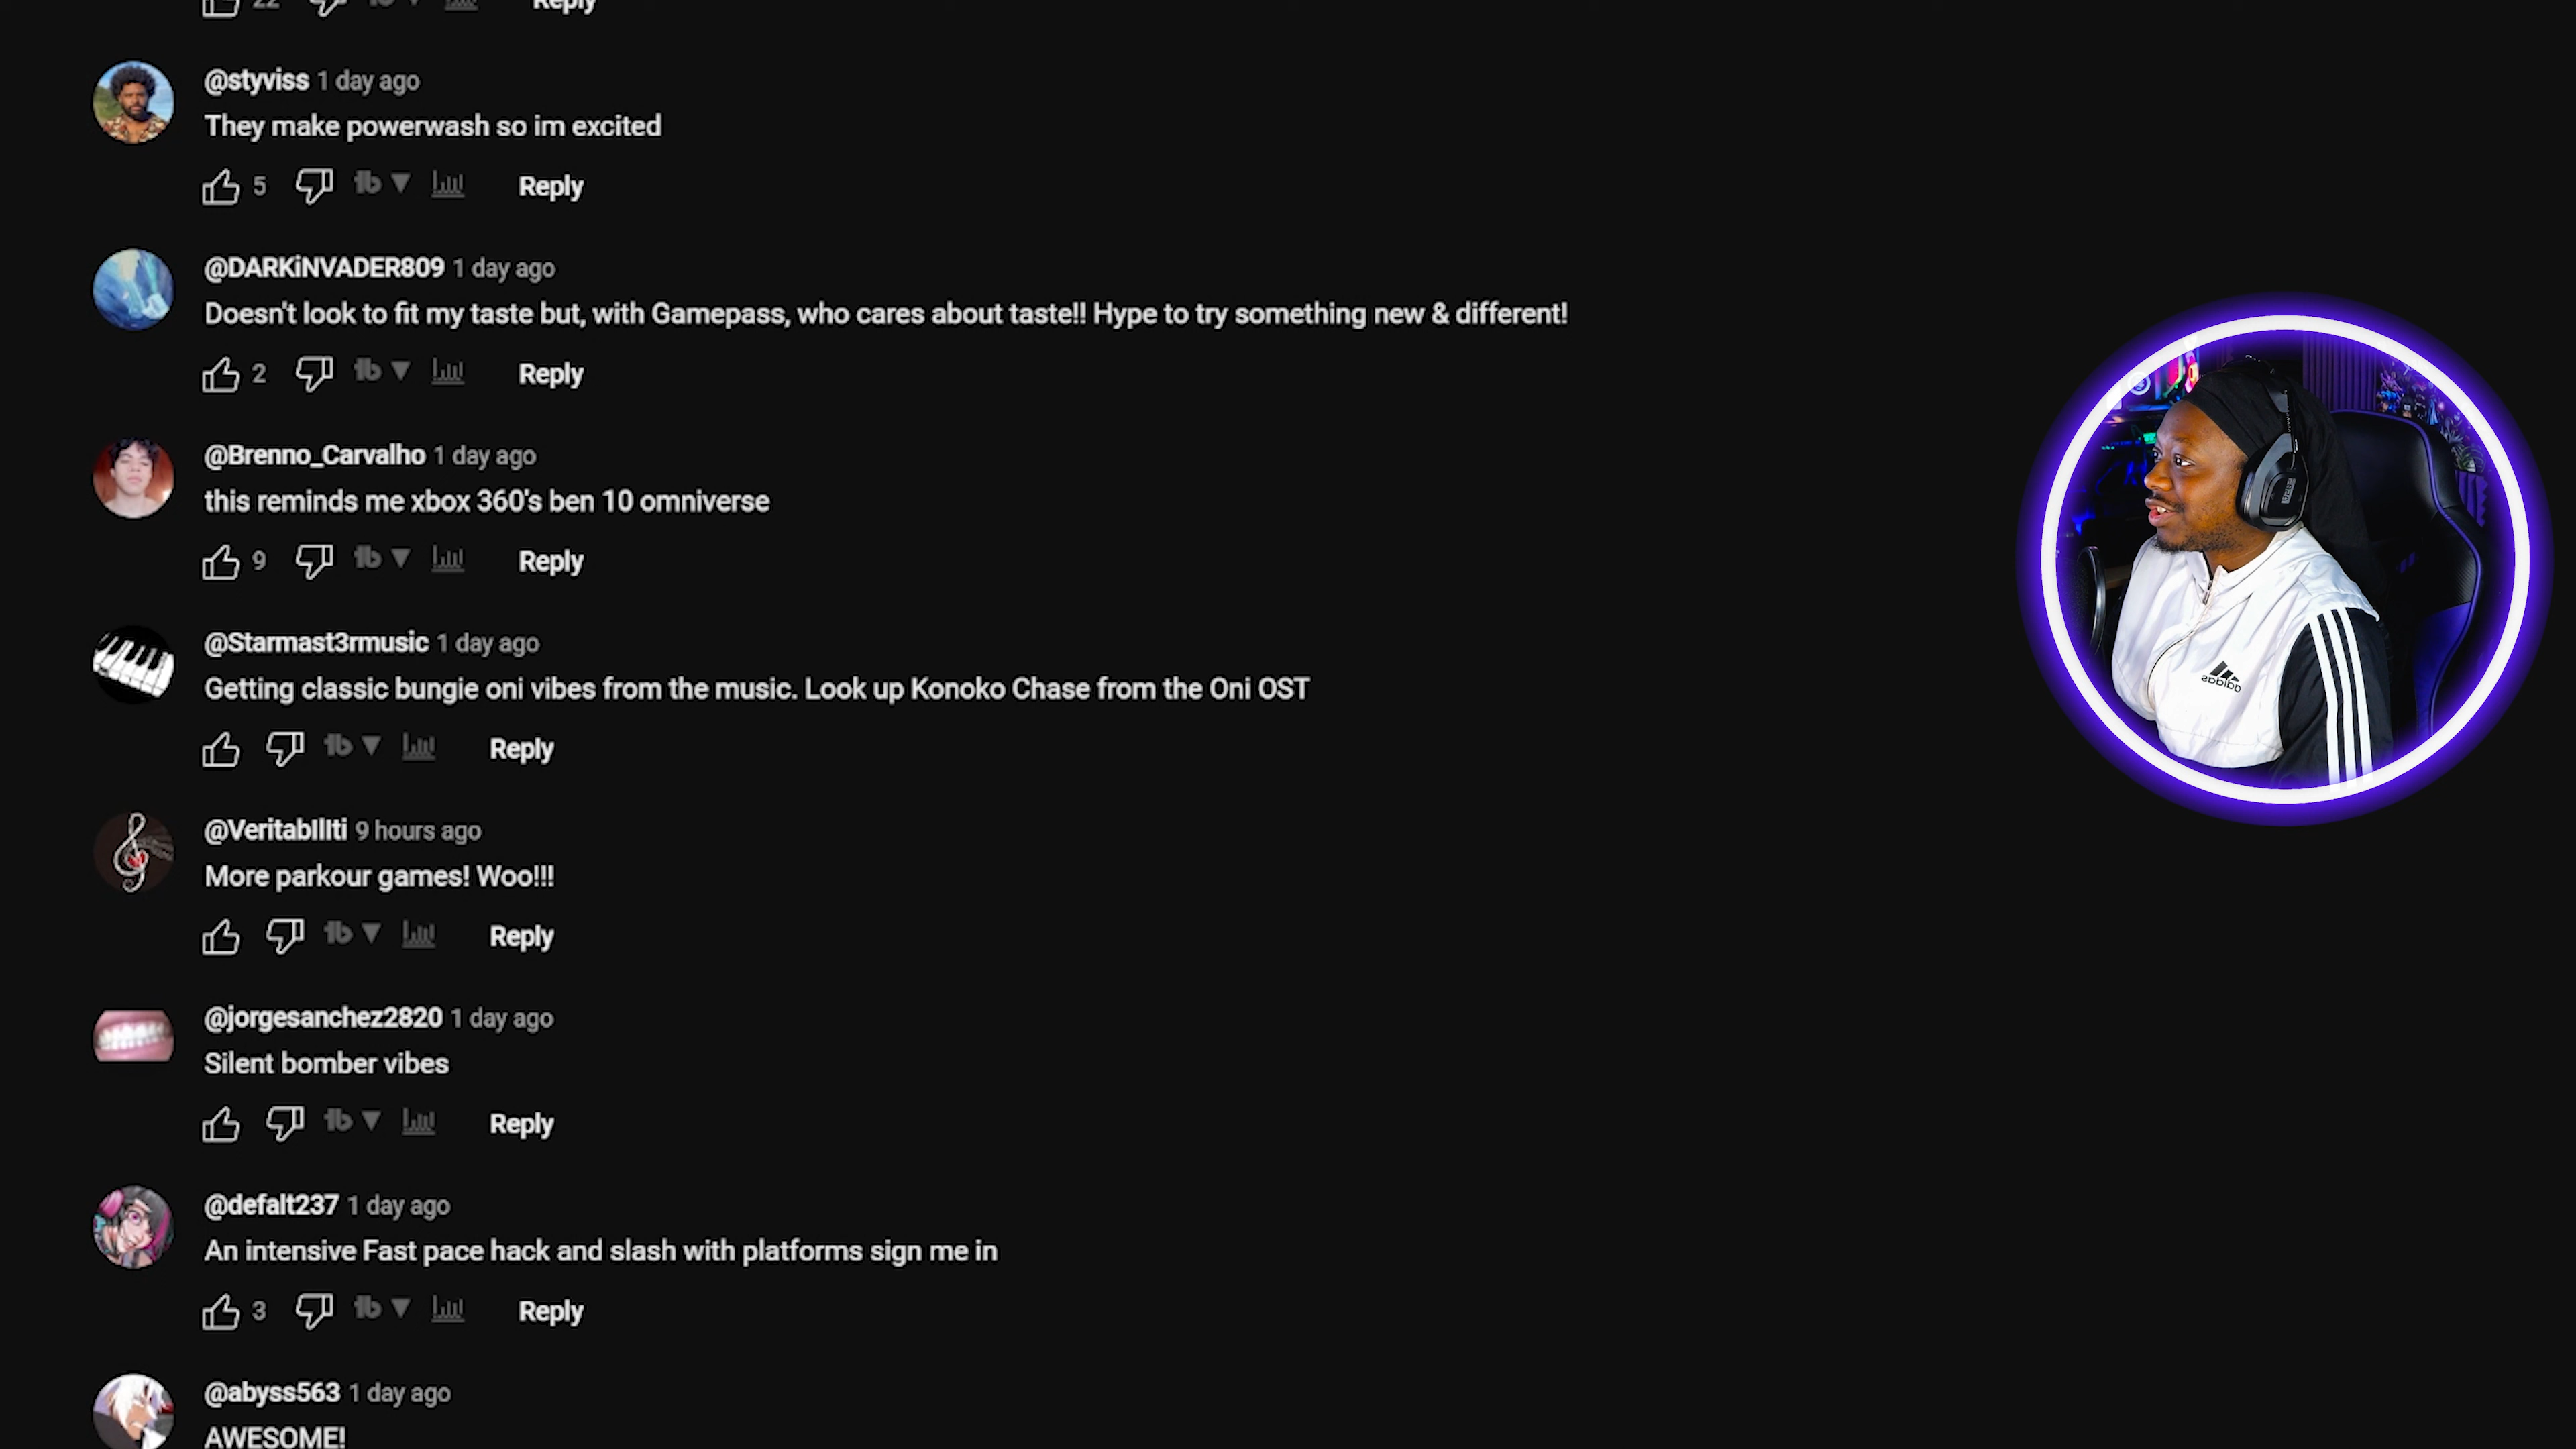 22 Reply
@styviss 1 day ago
They make powerwash so im excited
5 Reply
@DARKiNVADER809 1 day ago
Doesn't look to fit my taste but, with Gamepass, who cares about taste!! Hype to try something new & different!
2 Reply
@Brenno_Carvalho 1 day ago
this reminds me xbox 360's ben 10 omniverse
9 Reply
@Starmast3rmusic 1 day ago
Getting classic bungie oni vibes from the music. Look up Konoko Chase from the Oni OST
Reply
@VeritabIlIti 9 hours ago
More parkour games! Woo!!!
Reply
@jorgesanchez2820 1 day ago
Silent bomber vibes
Reply
@defalt237 1 day ago
An intensive Fast pace hack and slash with platforms sign me in
3 Reply
@abyss563 1 day ago
AWESOME!
adidas